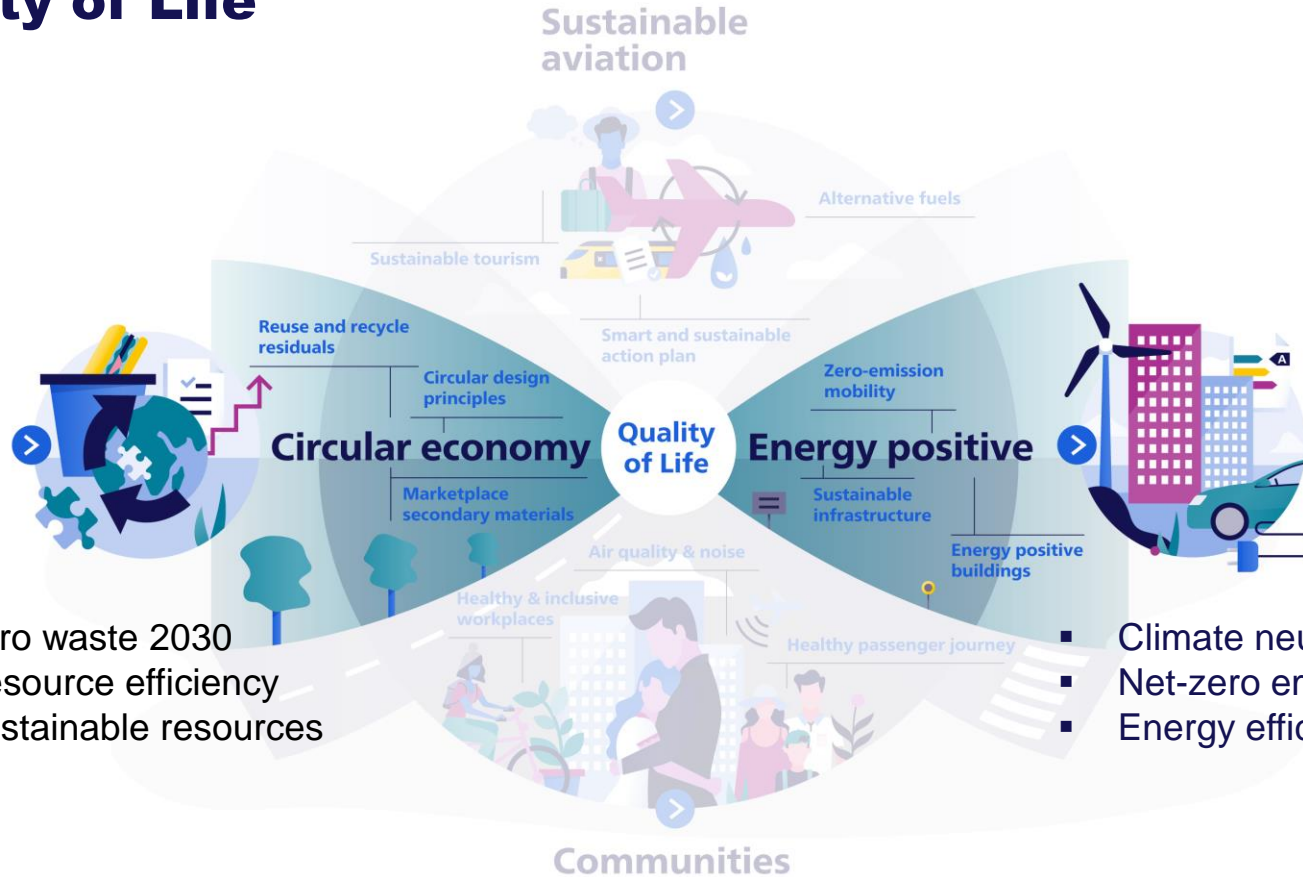 ty of Life
Sustainable
aviation
Alternative fuels
Sustainable tourism
Smart and sustainable
action plan
Reuse and recycle
residuals
Circular design
principles
Circular economy
Marketplace
secondary materials
Quality
of Life
Zero-emission
mobility
Energy positive
Sustainable
infrastructure
Energy positive
buildings
A
Air quality & noise
Healthy & inclusive
workplaces
Healthy passenger journey
ro waste 2030
esource efficiency
stainable resources
▪ Climate neu
▪ Net-zero en
▪ Energy effic
Communities